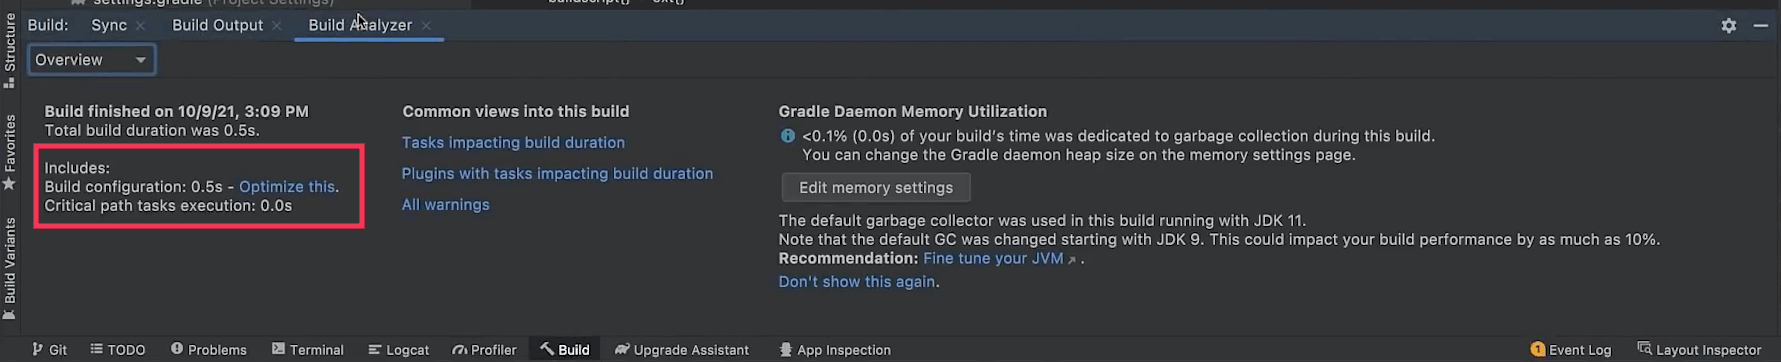 settings.gradle (Project Settings)
Build: Sync Build Output Build Analyzer
Overview
Build finished on 10/9/21, 3:09 PM
Total build duration was 0.5s.
Includes:
Build configuration: 0.5s - Optimize this.
Critical path tasks execution: 0.0s
Common views into this build
Tasks impacting build duration
Plugins with tasks impacting build duration
All warnings
Gradle Daemon Memory Utilization
<0.1% (0.0s) of your build's time was dedicated to garbage collection during this build.
You can change the Gradle daemon heap size on the memory settings page.
Edit memory settings
The default garbage collector was used in this build running with JDK 11.
Note that the default GC was changed starting with JDK 9. This could impact your build performance by as much as 10%.
Recommendation: Fine tune your JVM .
Don't show this again.
Structure
Favorites
Build Variants
Git TODO Problems Terminal Logcat Profiler Build Upgrade Assistant App Inspection 1 Event Log Layout Inspector